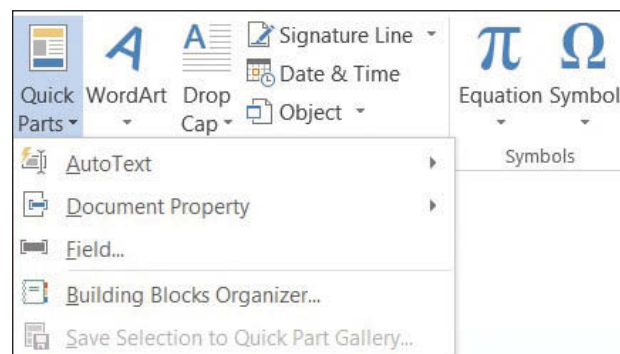 Signature Line
Date & Time
Object
Quick Parts
WordArt
Drop Cap
π
Equation
Ω
Symbol
Symbols
AutoText
Document Property
Field...
Building Blocks Organizer...
Save Selection to Quick Part Gallery...